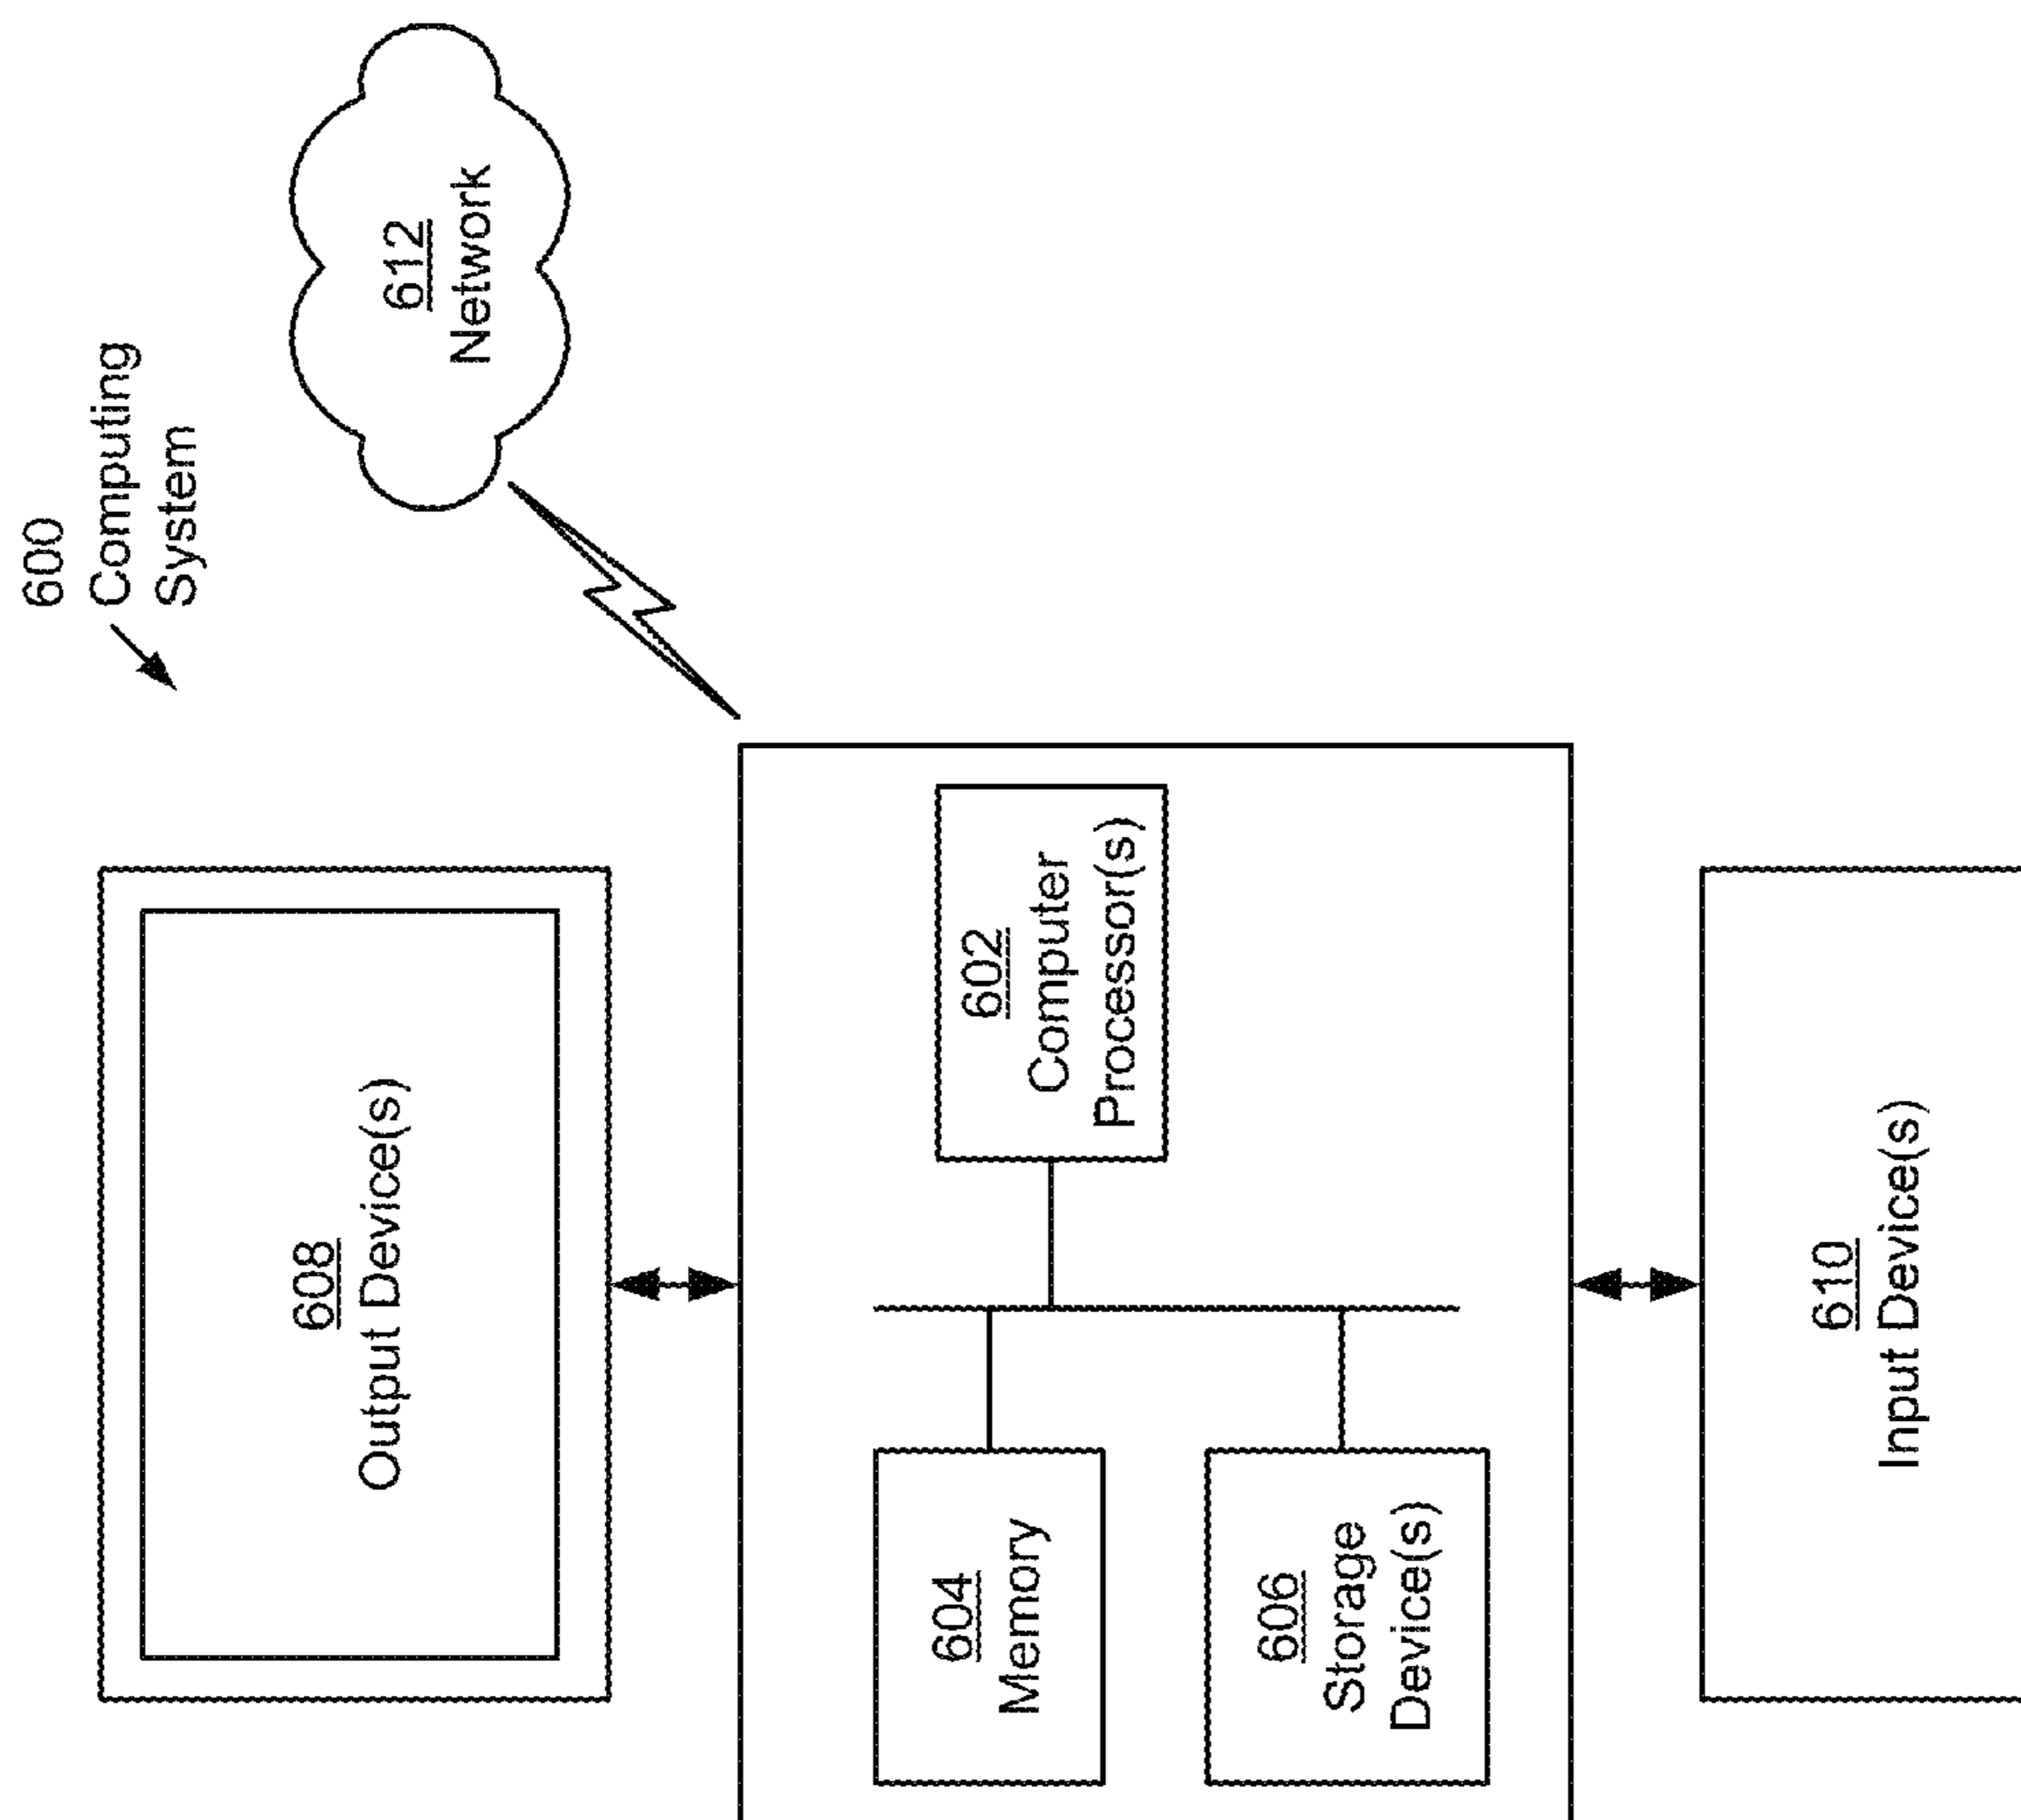 600
Computing
System
608
Output Device(s)
612
Network
602
Computer
Processor(s)
604
Memory
606
Storage
Device(s)
610
Input Device(s)